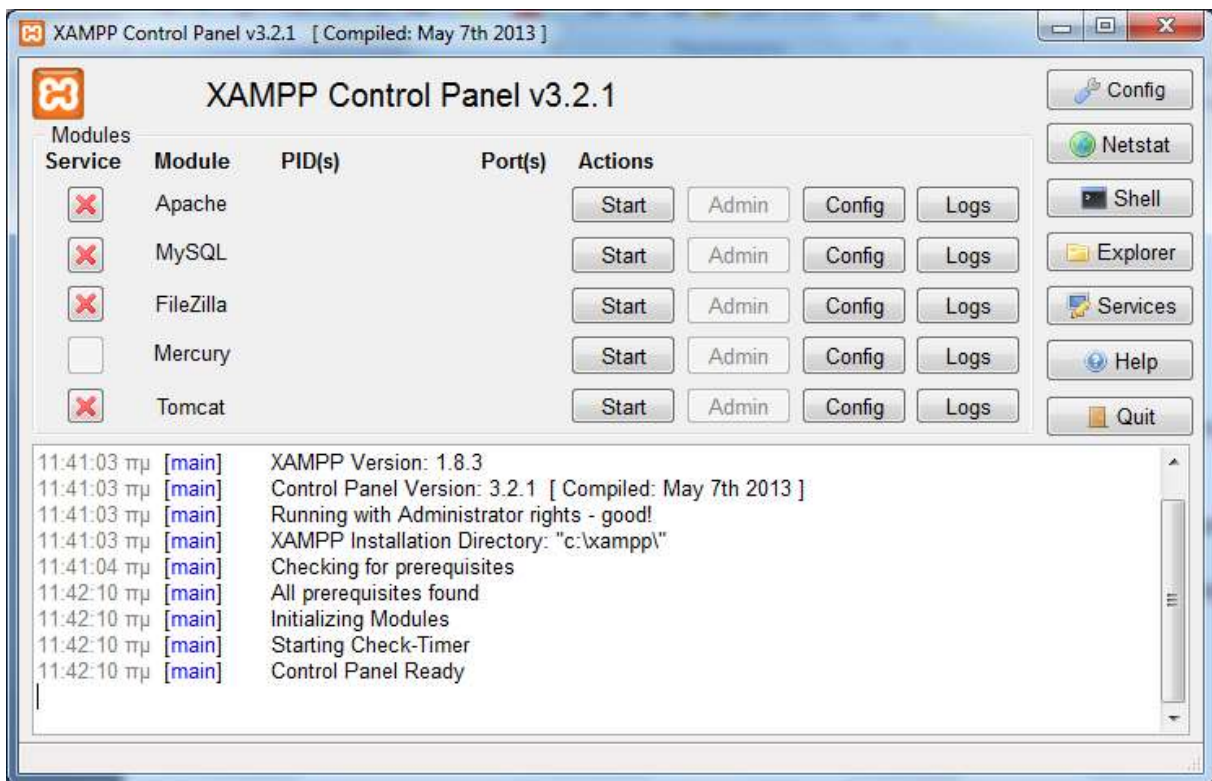 XAMPP Control Panel v3.2.1 [ Compiled: May 7th 2013 ]
XAMPP Control Panel v3.2.1
Config
Modules
Service Module PID(s) Port(s) Actions
Netstat
Apache Start Admin Config Logs
Shell
MySQL Start Admin Config Logs
Explorer
FileZilla Start Admin Config Logs
Services
Mercury Start Admin Config Logs
Help
Tomcat Start Admin Config Logs
Quit
11:41:03 πμ [main] XAMPP Version: 1.8.3
11:41:03 πμ [main] Control Panel Version: 3.2.1 [ Compiled: May 7th 2013 ]
11:41:03 πμ [main] Running with Administrator rights - good!
11:41:03 πμ [main] XAMPP Installation Directory: "c:\xampp\"
11:41:04 πμ [main] Checking for prerequisites
11:42:10 πμ [main] All prerequisites found
11:42:10 πμ [main] Initializing Modules
11:42:10 πμ [main] Starting Check-Timer
11:42:10 πμ [main] Control Panel Ready